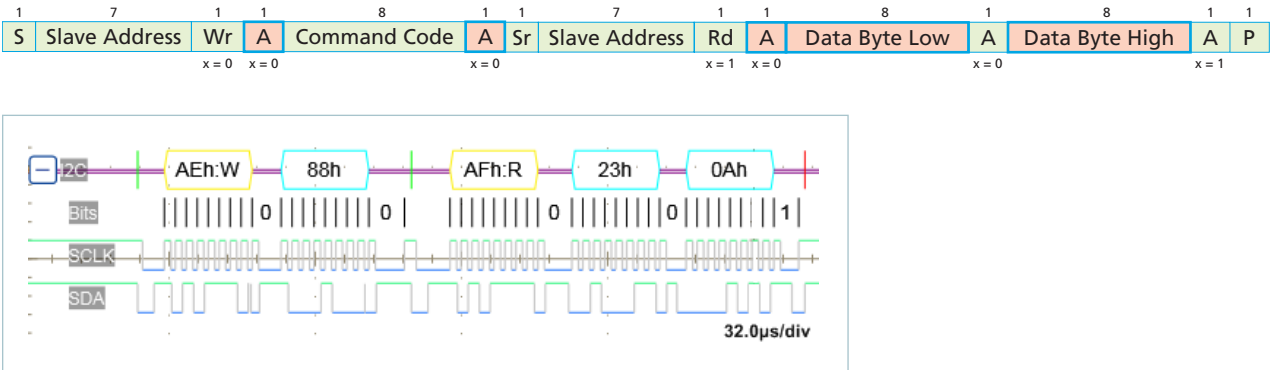 1 7 1 1 8 1 1 7 1 1 8 1 8 1 1
S Slave Address Wr A Command Code A Sr Slave Address Rd A Data Byte Low A Data Byte High A P
x = 0 x = 0 x = 0 x = 1 x = 0 x = 0 x = 1
I2C AEh:W 88h AFh:R 23h 0Ah
Bits 0 0 0 0 1
SCLK
SDA
32.0µs/div